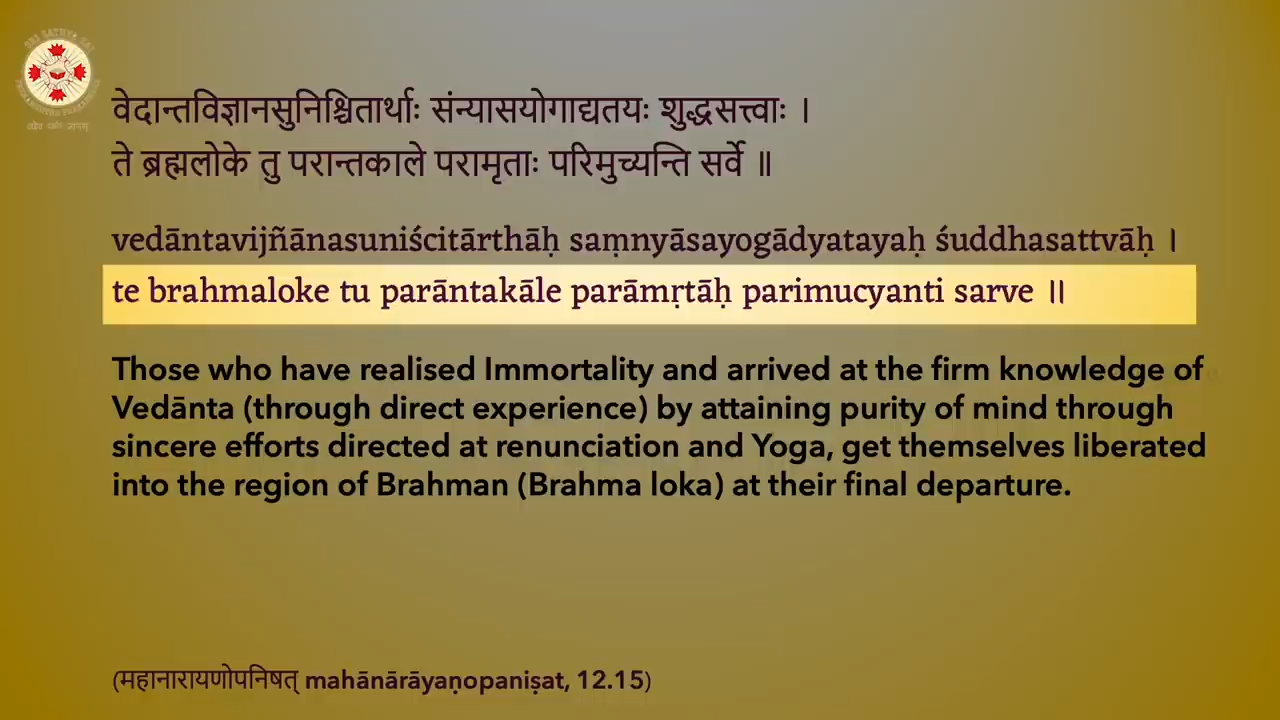 SRI SATHYA SAI
वेदान्तविज्ञानसुनिश्चितार्थाः संन्यासयोगाद्यतयः शुद्धसत्त्वाः ।
ते ब्रह्मलोके तु परान्तकाले परामृताः परिमुच्यन्ति सर्वे ॥
vedāntavijñānasuniścitārthāḥ saṃnyāsayogādyatayaḥ śuddhasattvāḥ ।
te brahmaloke tu parāntakāle parāmṛtāḥ parimucyanti sarve ॥
Those who have realised Immortality and arrived at the firm knowledge of
Vedānta (through direct experience) by attaining purity of mind through
sincere efforts directed at renunciation and Yoga, get themselves liberated
into the region of Brahman (Brahma loka) at their final departure.
(महानारायणोपनिषत् mahānārāyaṇopaniṣat, 12.15)